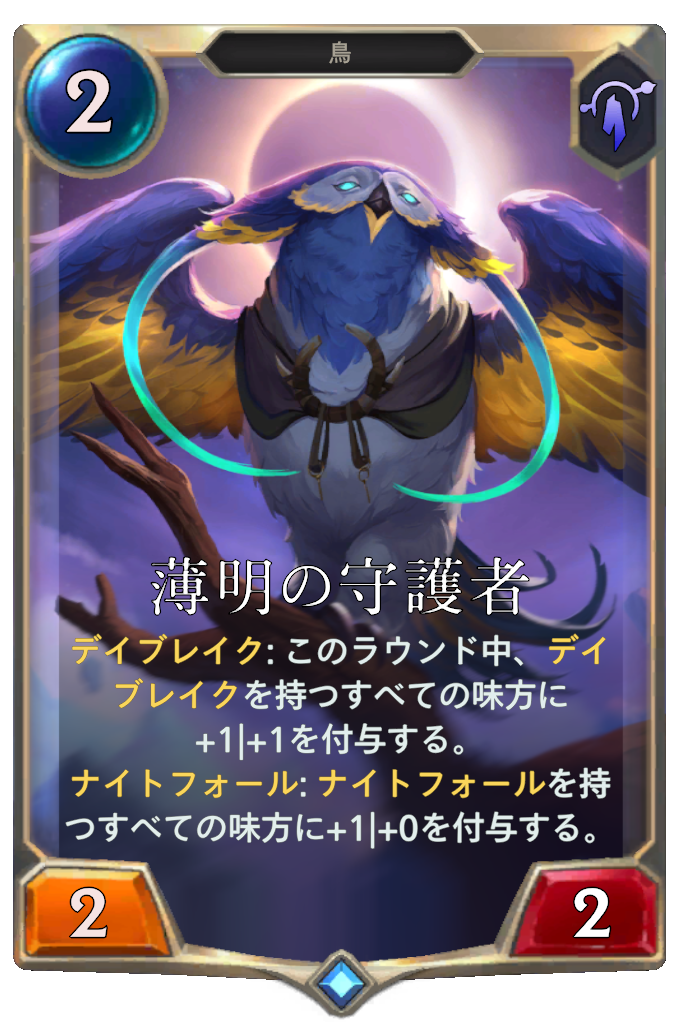 鳥
2
薄明の守護者
デイブレイク: このラウンド中、デイ
ブレイクを持つすべての味方に
+1|+1を付与する。
ナイトフォール: ナイトフォールを持
つすべての味方に+1|+0を付与する。
2
2